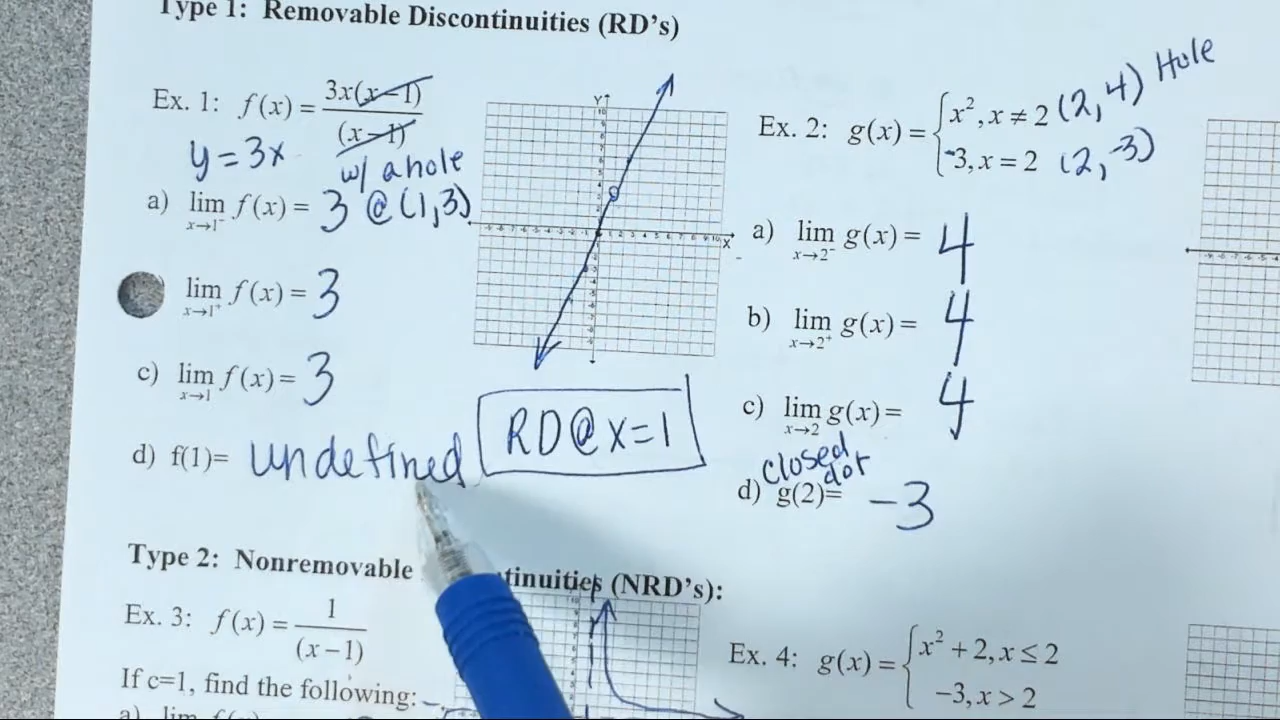 Type 1: Removable Discontinuities (RD's)
Ex. 1: f(x) = 3x(x-1) / (x-1)
y = 3x w/ a hole @ (1,3)
a) lim x→1⁻ f(x) = 3
lim x→1⁺ f(x) = 3
c) lim x→1 f(x) = 3
d) f(1)= undefined
RD@x=1
Y
X
Ex. 2: g(x) = { x², x ≠ 2 (2,4) Hole
-3, x = 2 (2,-3)
a) lim x→2⁻ g(x) = 4
b) lim x→2⁺ g(x) = 4
c) lim x→2 g(x) = 4
closed dot
d) g(2)= -3
Type 2: Nonremovable tinuities (NRD's):
Ex. 3: f(x) = 1 / (x-1)
If c=1, find the following:
a) lim
Ex. 4: g(x) = { x² + 2, x ≤ 2
-3, x > 2